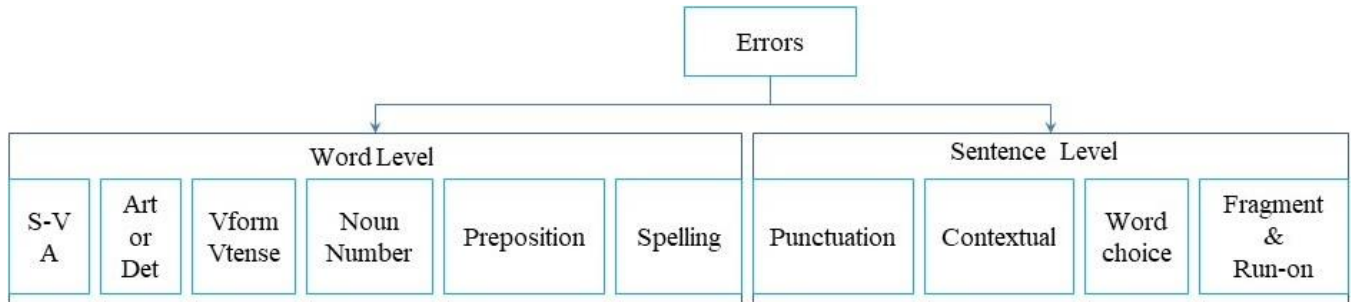 Errors
Word Level
Sentence Level
S-V
A
Art
or
Det
Vform
Vtense
Noun
Number
Preposition
Spelling
Punctuation
Contextual
Word
choice
Fragment
&
Run-on